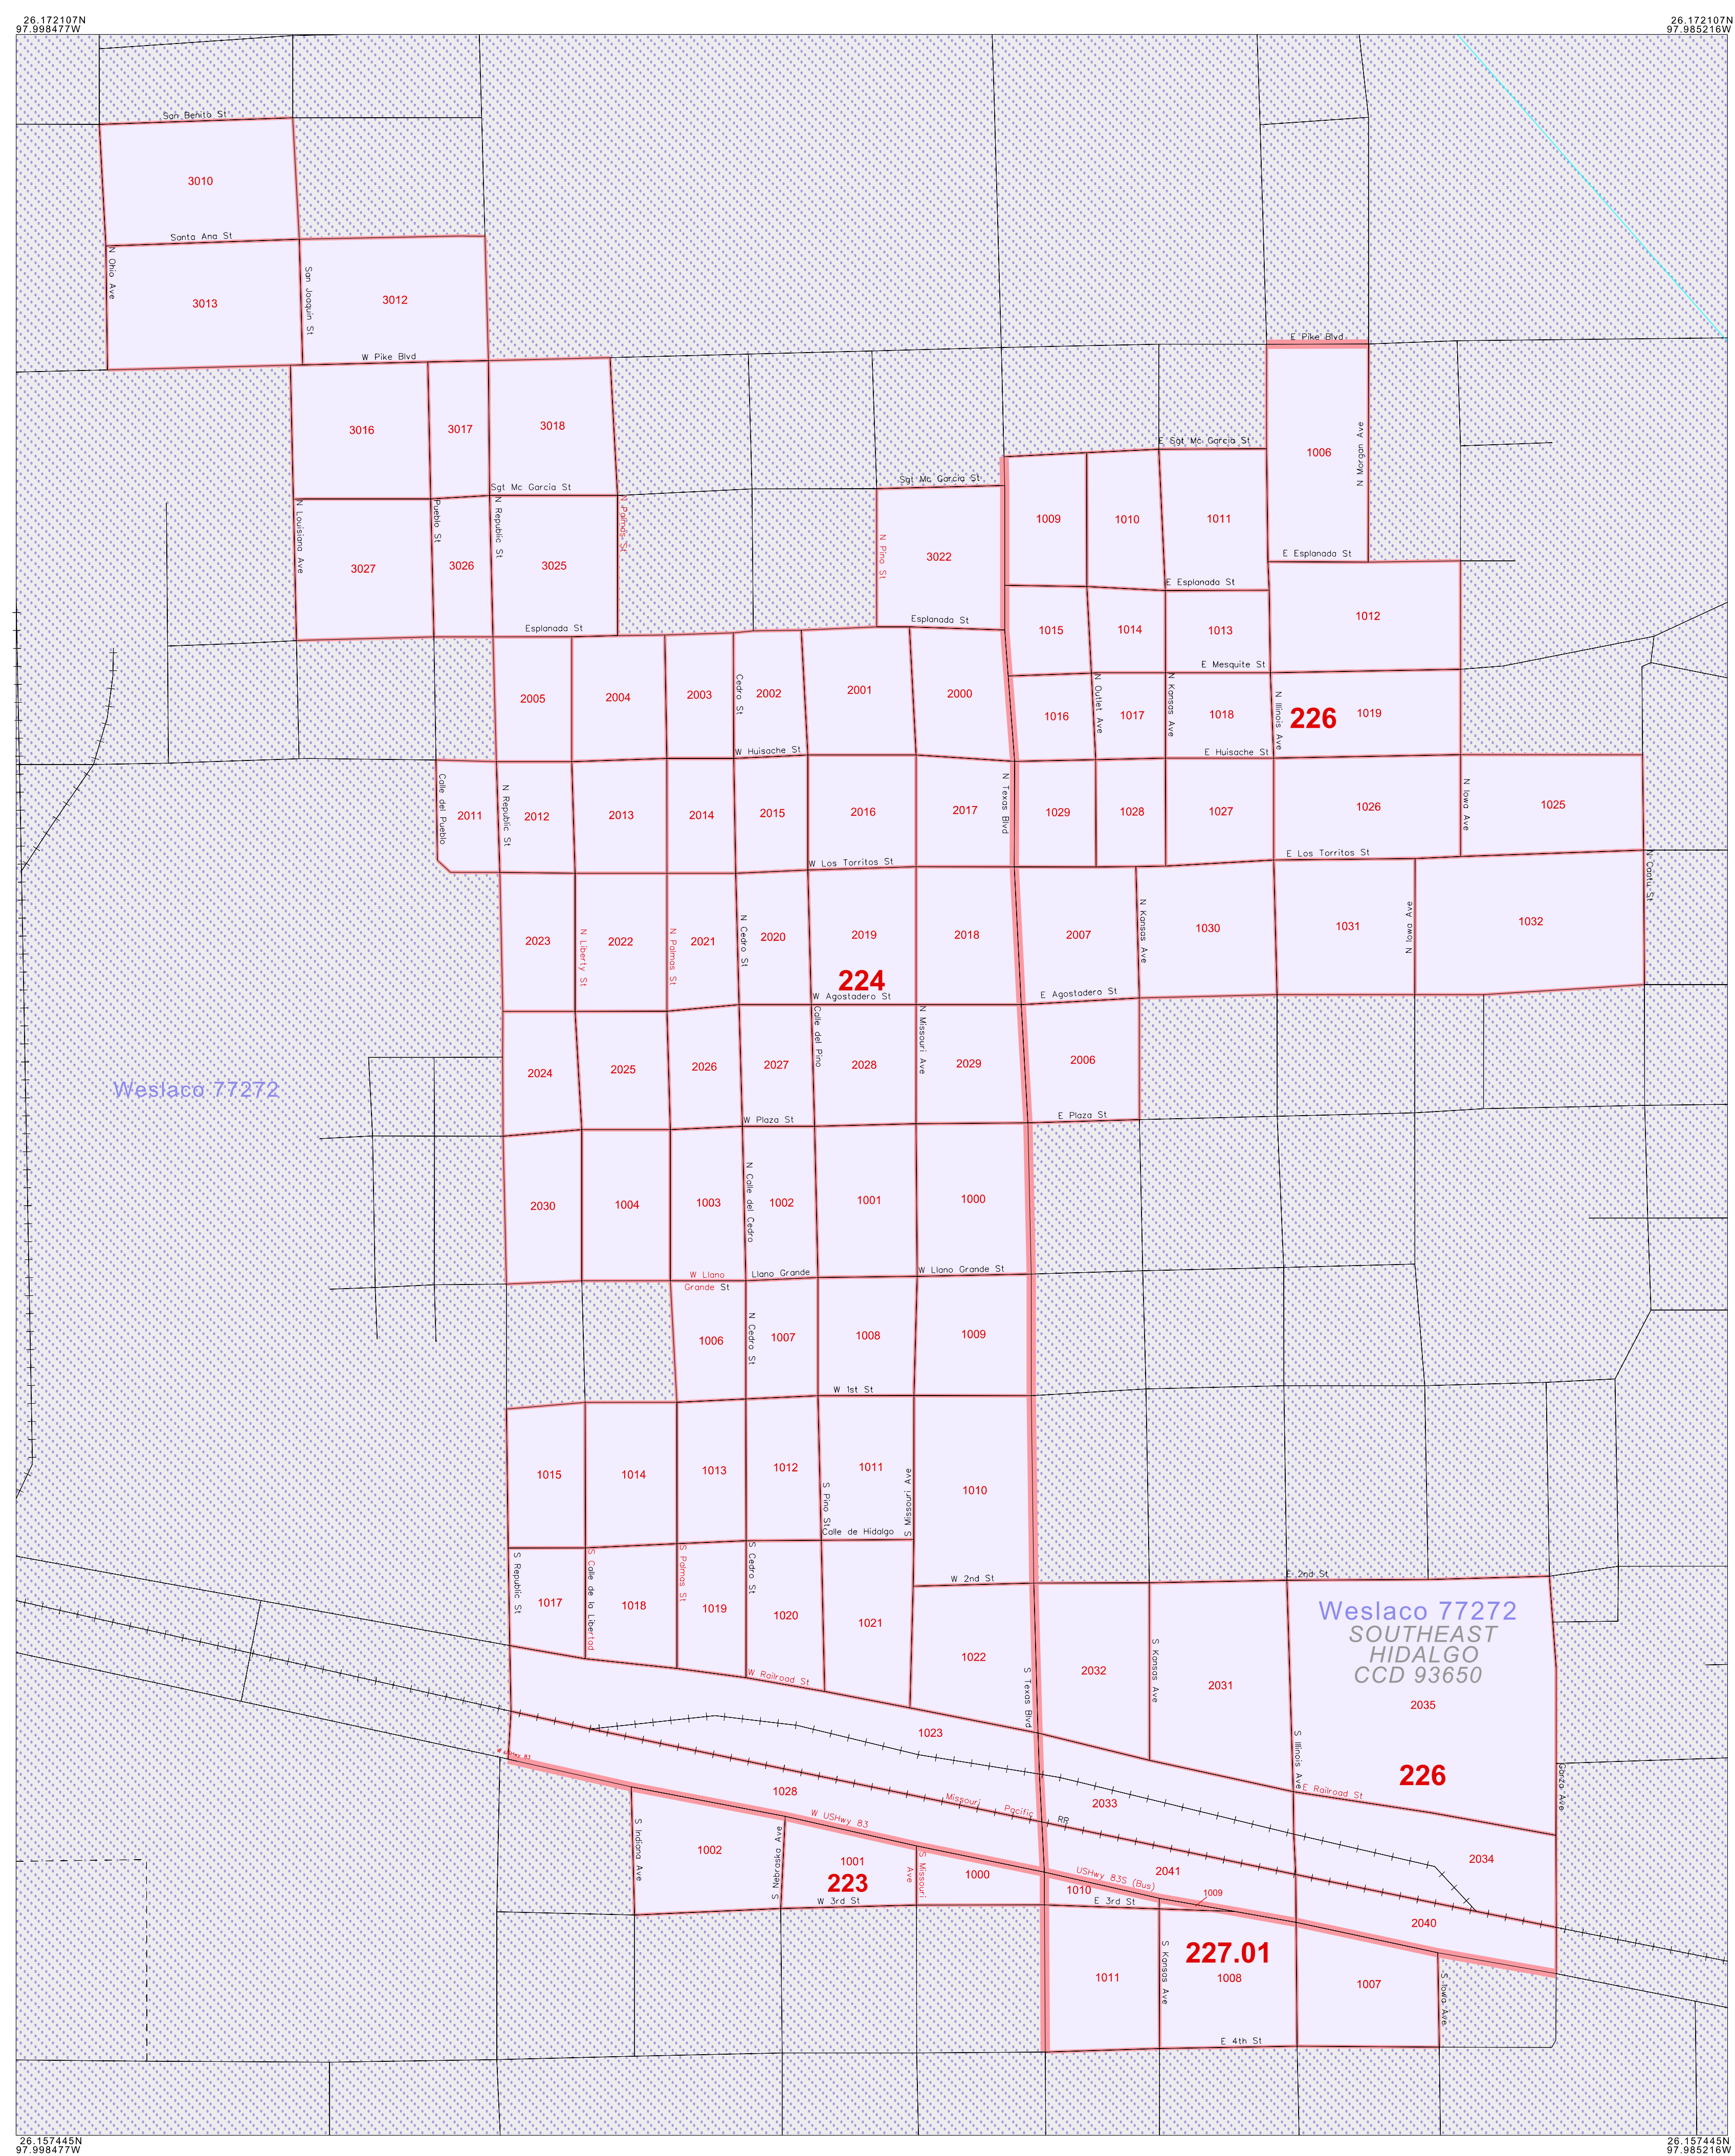 26.172107N
97.998477W
26.172107N
97.985216W
San Benito St
3010
Santa Ana St
N Ohio Ave
San Joaquin St
3013
3012
E Pike Blvd
W Pike Blvd
3016
3017
3018
N Morgan Ave
E Sgt Mc Garcia St
1006
Sgt Mc Garcia St
Sgt Mc Garcia St
N Louisiana Ave
Pueblo St
N Republic St
N Palmas St
N Pino St
1009
1010
1011
3022
E Esplanada St
3027
3026
3025
E Esplanada St
Esplanada St
Esplanada St
1015
1014
1013
1012
E Mesquite St
2005
2004
2003
Cedro St
2002
2001
2000
N Outlet Ave
N Kansas Ave
N Illinois Ave
1016
1017
1018
226
1019
W Huisache St
E Huisache St
Calle del Pueblo
N Republic St
N Texas Blvd
N Iowa Ave
2011
2012
2013
2014
2015
2016
2017
1029
1028
1027
1026
1025
W Los Torritos St
E Los Torritos St
N Cantu St
N Liberty St
N Palmas St
N Cedro St
N Kansas Ave
N Iowa Ave
2023
2022
2021
2020
2019
2018
2007
1030
1031
1032
224
W Agostadero St
E Agostadero St
Calle del Pino
N Missouri Ave
2024
2025
2026
2027
2028
2029
2006
Weslaco 77272
W Plaza St
E Plaza St
N Calle del Cedro
2030
1004
1003
1002
1001
1000
W Llano
Grande St
Llano Grande
W Llano Grande St
N Cedro St
1006
1007
1008
1009
W 1st St
1015
1014
1013
1012
1011
1010
S Pino St
S Missouri Ave
Calle de Hidalgo
S Republic St
S Calle de la Libertad
S Palmas St
S Cedro St
W 2nd St
E 2nd St
1017
1018
1019
1020
1021
1022
Weslaco 77272
SOUTHEAST
HIDALGO
CCD 93650
S Texas Blvd
S Kansas Ave
2032
2031
2035
W Railroad St
1023
S Illinois Ave
W USHwy 83
226
Garza Ave
E Railroad St
1028
Missouri Pacific RR
2033
W USHwy 83
S Indiana Ave
S Nebraska Ave
1002
1001
223
S Missouri
Ave
1000
W 3rd St
USHwy 83S (Bus)
2041
2034
1010
1009
E 3rd St
2040
S Kansas Ave
227.01
1011
1008
1007
S Iowa Ave
E 4th St
26.157445N
97.998477W
26.157445N
97.985216W